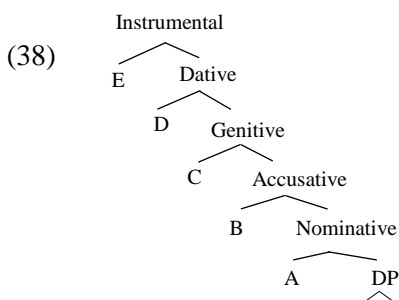 Instrumental
(38)
E Dative
D Genitive
C Accusative
B Nominative
A DP